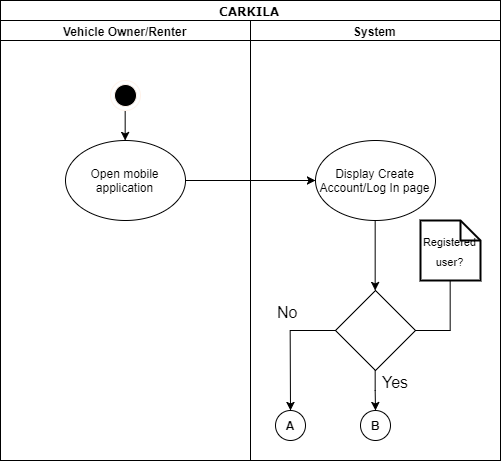 CARKILA
Vehicle Owner/Renter
System
Open mobile
application
Display Create
Account/Log In page
Registered
user?
No
Yes
A
B